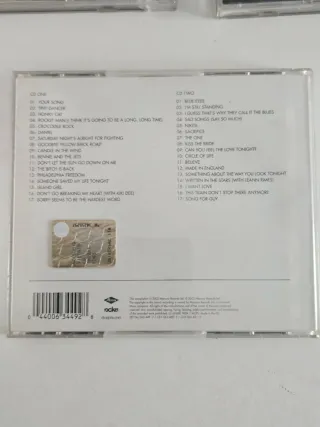 CD ONE
01 YOUR SONG
02 TINY DANCER
03 HONKY CAT
04 ROCKET MAN (I THINK IT'S GOING TO BE A LONG, LONG TIME)
05 CROCODILE ROCK
06 DANIEL
07 SATURDAY NIGHT'S ALRIGHT FOR FIGHTING
08 GOODBYE YELLOW BRICK ROAD
09 CANDLE IN THE WIND
10 BENNIE AND THE JETS
11 DON'T LET THE SUN GO DOWN ON ME
12 THE BITCH IS BACK
13 PHILADELPHIA FREEDOM
14 SOMEONE SAVED MY LIFE TONIGHT
15 ISLAND GIRL
16 DON'T GO BREAKING MY HEART (WITH KIKI DEE)
17 SORRY SEEMS TO BE THE HARDEST WORD
CD TWO
01 BLUE EYES
02 I'M STILL STANDING
03 I GUESS THAT'S WHY THEY CALL IT THE BLUES
04 SAD SONGS (SAY SO MUCH)
05 NIKITA
06 SACRIFICE
07 THE ONE
08 KISS THE BRIDE
09 CAN YOU FEEL THE LOVE TONIGHT?
10 CIRCLE OF LIFE
11 BELIEVE
12 MADE IN ENGLAND
13 SOMETHING ABOUT THE WAY YOU LOOK TONIGHT
14 WRITTEN IN THE STARS (WITH LEANN RIMES)
15 I WANT LOVE
16 THIS TRAIN DON'T STOP THERE ANYMORE
17 SONG FOR GUY
0 44006 34492 8
rocket